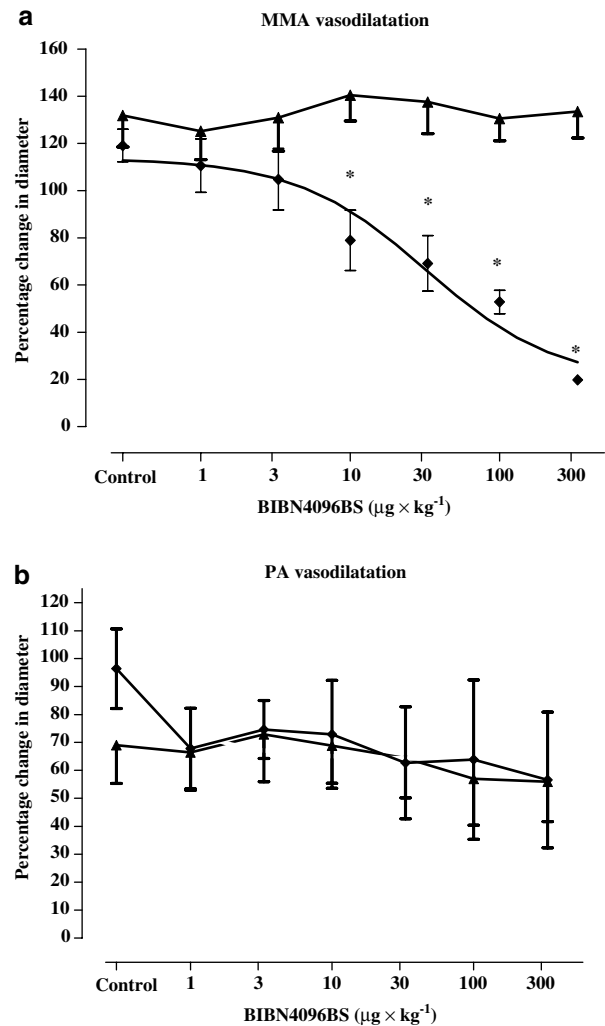 a
MMA vasodilatation
Percentage change in diameter
160
140
120
100
80
60
40
20
0
*
*
*
*
Control 1 3 10 30 100 300
BIBN4096BS (µg × kg⁻¹)
b
PA vasodilatation
Percentage change in diameter
120
110
100
90
80
70
60
50
40
30
20
10
0
Control 1 3 10 30 100 300
BIBN4096BS (µg × kg⁻¹)